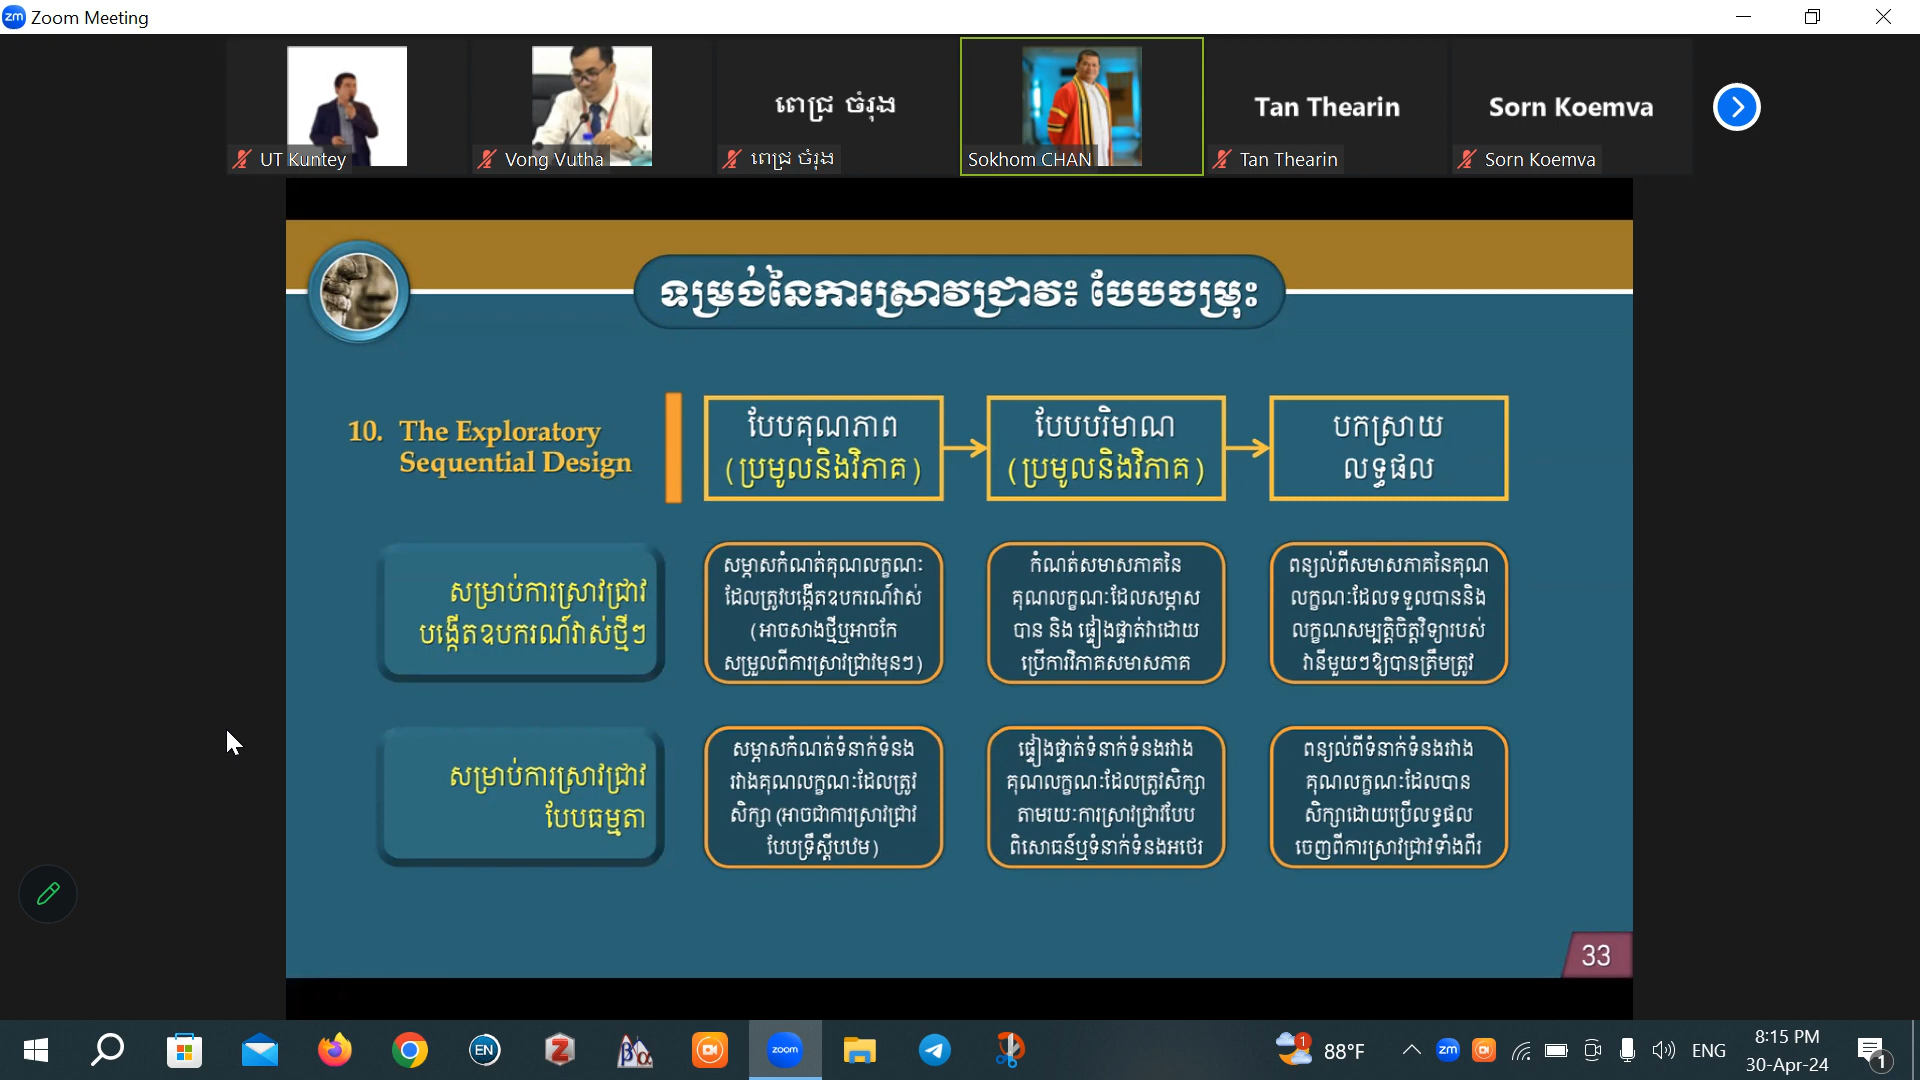 zm Zoom Meeting
ពេជ្រ ចំរុង
Tan Thearin
Sorn Koemva
UT Kuntey
Vong Vutha
ពេជ្រ ចំរុង
Sokhom CHAN
Tan Thearin
Sorn Koemva
ទម្រង់នៃការស្រាវជ្រាវ៖ បែបចម្រុះ
10. The Exploratory
Sequential Design
បែបគុណភាព
(ប្រមូលនិងវិភាគ)
បែបបរិមាណ
(ប្រមូលនិងវិភាគ)
បកស្រាយ
លទ្ធផល
សម្រាប់ការស្រាវជ្រាវ
បង្កើតឧបករណ៍វាស់ថ្មីៗ
សម្ភាសកំណត់គុណលក្ខណៈ
ដែលត្រូវបង្កើតឧបករណ៍វាស់
(អាចសាងថ្មីឬអាចកែ
សម្រួលពីការស្រាវជ្រាវមុនៗ)
កំណត់សមាសភាគនៃ
គុណលក្ខណៈដែលសម្ភាស
បាន និង ផ្ទៀងផ្ទាត់វាដោយ
ប្រើការវិភាគសមាសភាគ
ពន្យល់ពីសមាសភាគនៃគុណ
លក្ខណៈដែលទទួលបាននិង
លក្ខណសម្បត្តិចិត្តវិទ្យារបស់
វានីមួយៗឱ្យបានត្រឹមត្រូវ
សម្រាប់ការស្រាវជ្រាវ
បែបធម្មតា
សម្ភាសកំណត់ទំនាក់ទំនង
រវាងគុណលក្ខណៈដែលត្រូវ
សិក្សា (អាចជាការស្រាវជ្រាវ
បែបទ្រឹស្តីបឋម)
ផ្ទៀងផ្ទាត់ទំនាក់ទំនងរវាង
គុណលក្ខណៈដែលត្រូវសិក្សា
តាមរយៈការស្រាវជ្រាវបែប
ពិសោធន៍ឬទំនាក់ទំនងអថេរ
ពន្យល់ពីទំនាក់ទំនងរវាង
គុណលក្ខណៈដែលបាន
សិក្សាដោយប្រើលទ្ធផល
ចេញពីការស្រាវជ្រាវទាំងពីរ
33
EN
Z
βα
zoom
1
88°F
zm
ENG
8:15 PM
30-Apr-24
1